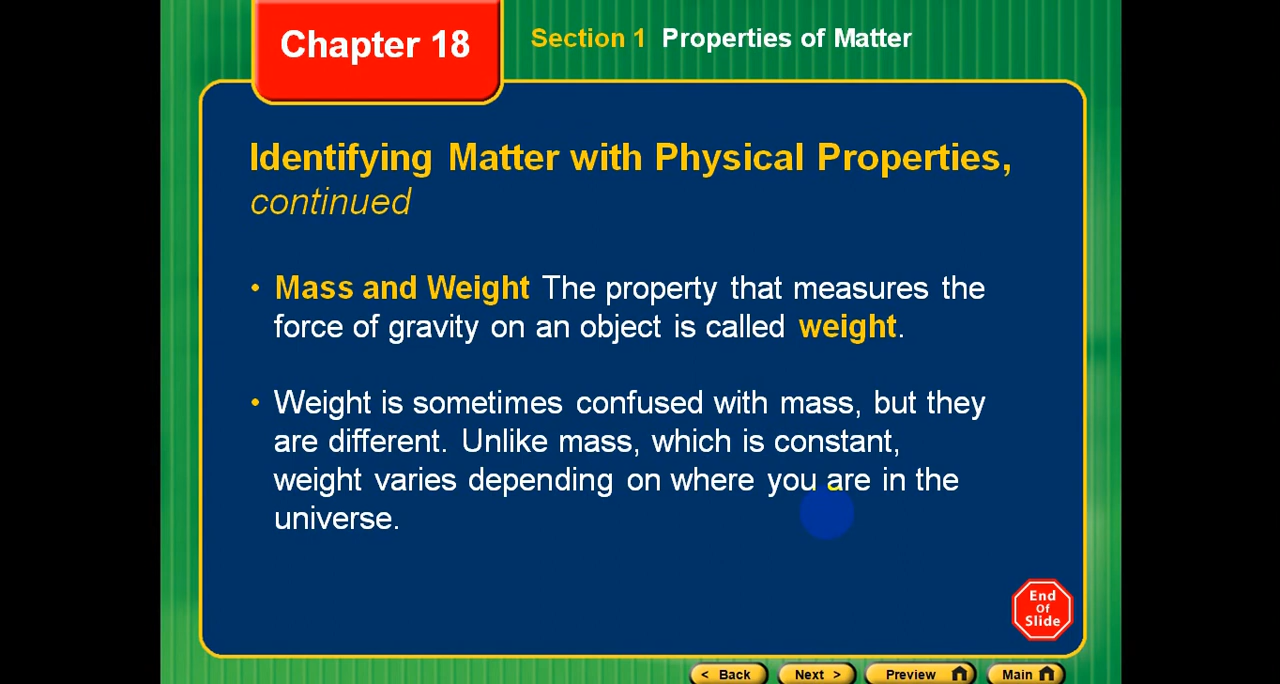 Chapter 18
Section 1 Properties of Matter
Identifying Matter with Physical Properties,
continued
• Mass and Weight The property that measures the
force of gravity on an object is called weight.
• Weight is sometimes confused with mass, but they
are different. Unlike mass, which is constant,
weight varies depending on where you are in the
universe.
End
Of
Slide
< Back Next > Preview Main